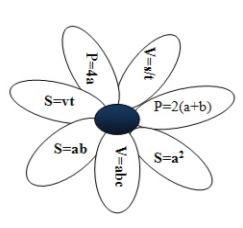 P=4a
V=s/t
S=vt
P=2(a+b)
S=ab
V=abc
S=a²